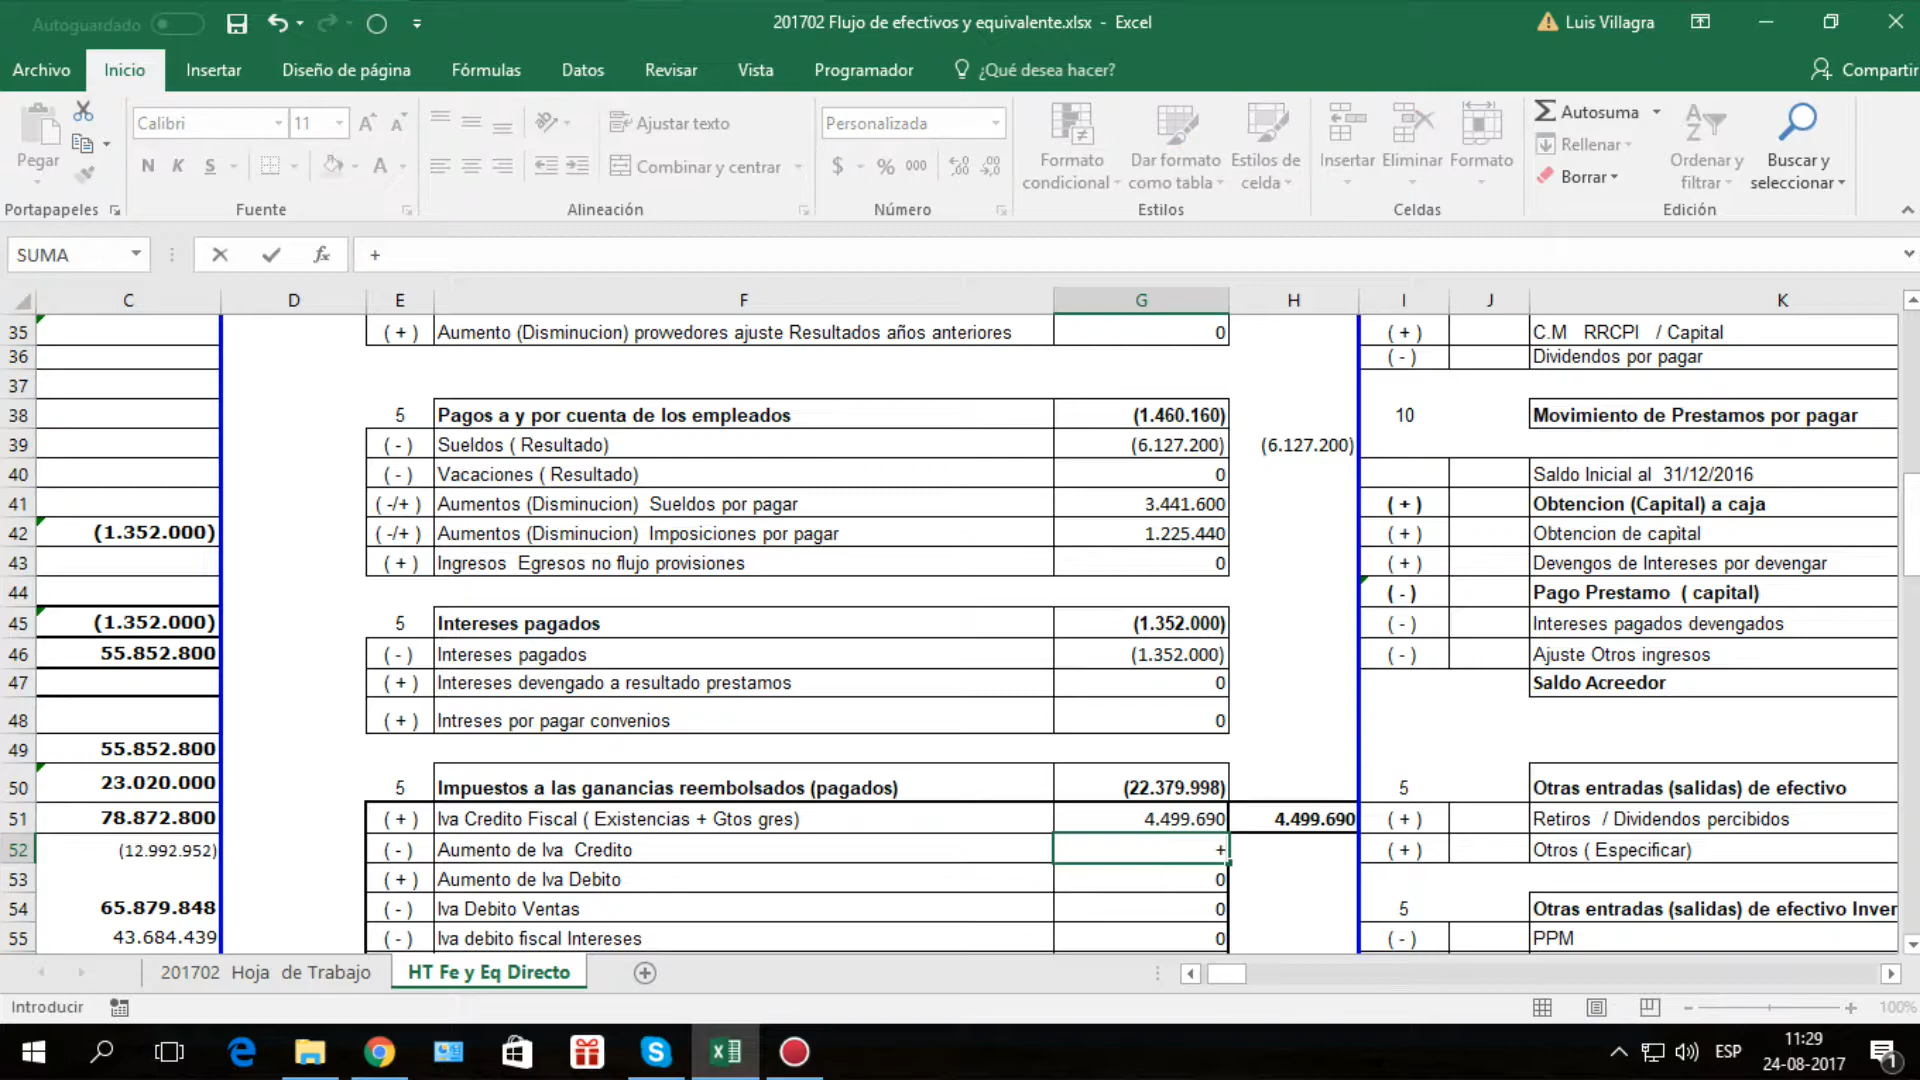 Autoguardado
201702 Flujo de efectivos y equivalente.xlsx - Excel
Luis Villagra
Archivo Inicio Insertar Diseño de página Fórmulas Datos Revisar Vista Programador ¿Qué desea hacer? Compartir
Pegar
Portapapeles
Calibri 11
N K S
Fuente
Ajustar texto
Combinar y centrar
Alineación
Personalizada
$ % 000
Número
Formato condicional
Dar formato como tabla
Estilos de celda
Estilos
Insertar Eliminar Formato
Celdas
Autosuma
Rellenar
Borrar
Ordenar y filtrar
Buscar y seleccionar
Edición
SUMA fx +
C D E F G H I J K
35 ( + ) Aumento (Disminucion) provvedores ajuste Resultados años anteriores 0 ( + ) C.M RRCPI / Capital
36 ( - ) Dividendos por pagar
37
38 5 Pagos a y por cuenta de los empleados (1.460.160) 10 Movimiento de Prestamos por pagar
39 ( - ) Sueldos ( Resultado) (6.127.200) (6.127.200)
40 ( - ) Vacaciones ( Resultado) 0 Saldo Inicial al 31/12/2016
41 ( -/+ ) Aumentos (Disminucion) Sueldos por pagar 3.441.600 ( + ) Obtencion (Capital) a caja
42 (1.352.000) ( -/+ ) Aumentos (Disminucion) Imposiciones por pagar 1.225.440 ( + ) Obtencion de capital
43 ( + ) Ingresos Egresos no flujo provisiones 0 ( + ) Devengos de Intereses por devengar
44 ( - ) Pago Prestamo ( capital)
45 (1.352.000) 5 Intereses pagados (1.352.000) ( - ) Intereses pagados devengados
46 55.852.800 ( - ) Intereses pagados (1.352.000) ( - ) Ajuste Otros ingresos
47 ( + ) Intereses devengado a resultado prestamos 0 Saldo Acreedor
48 ( + ) Intreses por pagar convenios 0
49 55.852.800
50 23.020.000 5 Impuestos a las ganancias reembolsados (pagados) (22.379.998) 5 Otras entradas (salidas) de efectivo
51 78.872.800 ( + ) Iva Credito Fiscal ( Existencias + Gtos gres) 4.499.690 4.499.690 ( + ) Retiros / Dividendos percibidos
52 (12.992.952) ( - ) Aumento de Iva Credito + ( + ) Otros ( Especificar)
53 ( + ) Aumento de Iva Debito 0
54 65.879.848 ( - ) Iva Debito Ventas 0 5 Otras entradas (salidas) de efectivo Inver
55 43.684.439 ( - ) Iva debito fiscal Intereses 0 ( - ) PPM
201702 Hoja de Trabajo HT Fe y Eq Directo
Introducir 100%
ESP
11:29
24-08-2017
1